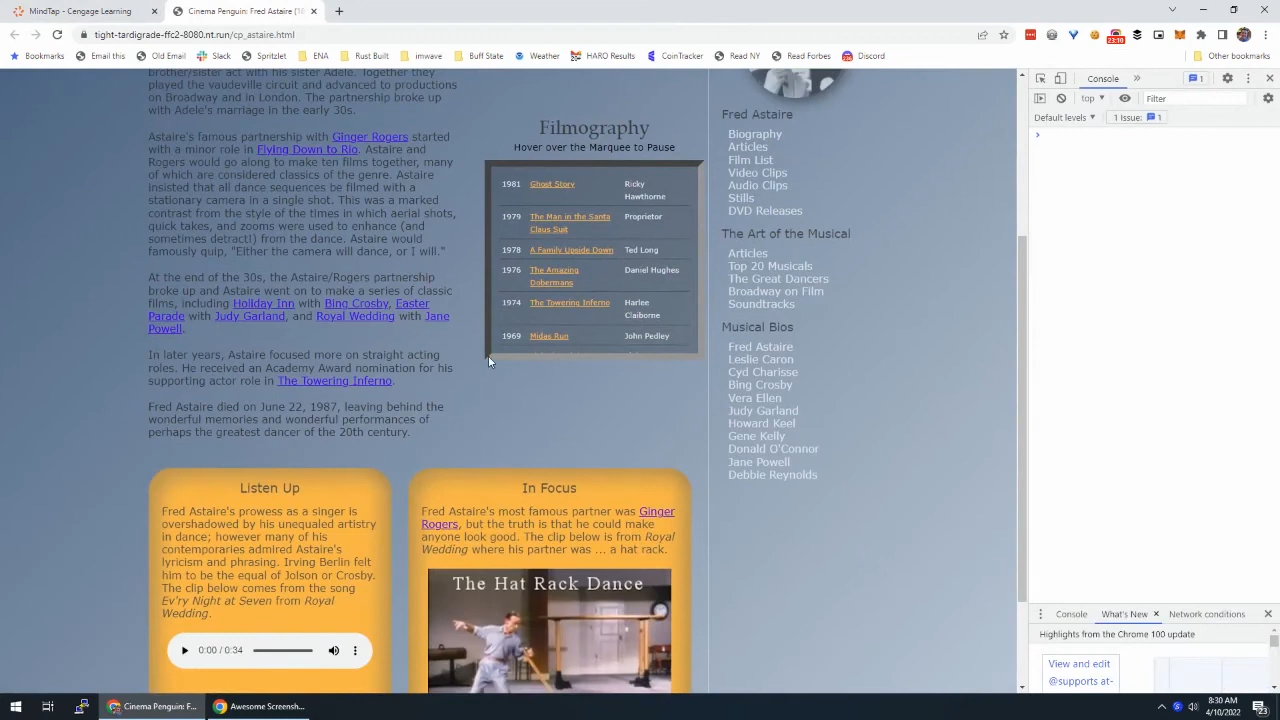 MindTap - Cengage Learning
Cinema Penguin: Fred Astaire (18
tight-tardigrade-ffc2-8080.nt.run/cp_astaire.html
23:10
Bookmarks
Email
Old Email
Slack
Spritzlet
ENA
Rust Built
imwave
Buff State
Weather
HARO Results
CoinTracker
Read NY
Read Forbes
Discord
Other bookmarks
brother/sister act with his sister Adele. Together they
played the vaudeville circuit and advanced to productions
on Broadway and in London. The partnership broke up
with Adele's marriage in the early 30s.
Astaire's famous partnership with Ginger Rogers started
with a minor role in Flying Down to Rio. Astaire and
Rogers would go along to make ten films together, many
of which are considered classics of the genre. Astaire
insisted that all dance sequences be filmed with a
stationary camera in a single shot. This was a marked
contrast from the style of the times in which aerial shots,
quick takes, and zooms were used to enhance (and
sometimes detract!) from the dance. Astaire would
famously quip, "Either the camera will dance, or I will."
At the end of the 30s, the Astaire/Rogers partnership
broke up and Astaire went on to make a series of classic
films, including Holiday Inn with Bing Crosby, Easter
Parade with Judy Garland, and Royal Wedding with Jane
Powell.
In later years, Astaire focused more on straight acting
roles. He received an Academy Award nomination for his
supporting actor role in The Towering Inferno.
Fred Astaire died on June 22, 1987, leaving behind the
wonderful memories and wonderful performances of
perhaps the greatest dancer of the 20th century.
Filmography
Hover over the Marquee to Pause
1981 Ghost Story Ricky
Hawthorne
1979 The Man in the Santa Proprietor
Claus Suit
1978 A Family Upside Down Ted Long
1976 The Amazing Daniel Hughes
Dobermans
1974 The Towering Inferno Harlee
Claiborne
1969 Midas Run John Pedley
Listen Up
Fred Astaire's prowess as a singer is
overshadowed by his unequaled artistry
in dance; however many of his
contemporaries admired Astaire's
lyricism and phrasing. Irving Berlin felt
him to be the equal of Jolson or Crosby.
The clip below comes from the song
Ev'ry Night at Seven from Royal
Wedding.
0:00 / 0:34
In Focus
Fred Astaire's most famous partner was Ginger
Rogers, but the truth is that he could make
anyone look good. The clip below is from Royal
Wedding where his partner was ... a hat rack.
The Hat Rack Dance
Fred Astaire
Biography
Articles
Film List
Video Clips
Audio Clips
Stills
DVD Releases
The Art of the Musical
Articles
Top 20 Musicals
The Great Dancers
Broadway on Film
Soundtracks
Musical Bios
Fred Astaire
Leslie Caron
Cyd Charisse
Bing Crosby
Vera Ellen
Judy Garland
Howard Keel
Gene Kelly
Donald O'Connor
Jane Powell
Debbie Reynolds
Console
1
top
Filter
Default levels
1 Issue: 1
Console
What's New
Network conditions
Highlights from the Chrome 100 update
View and edit
@supports at-
Cinema Penguin: F...
Awesome Screensh...
8:30 AM
4/10/2022
23